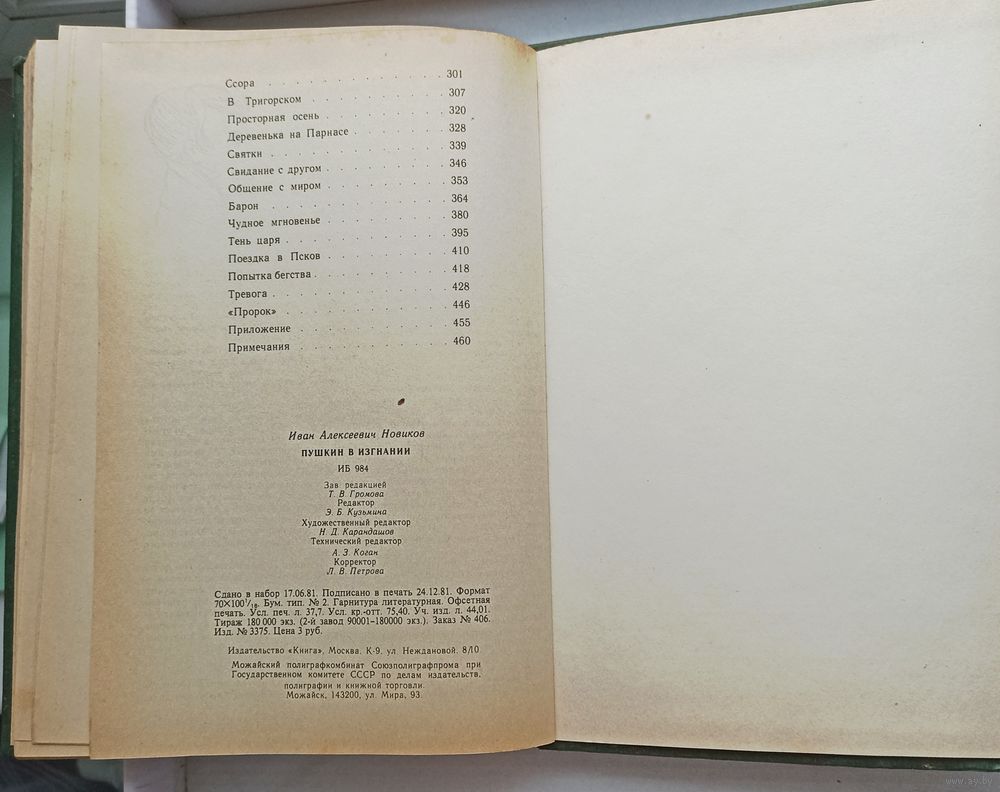 Ссора . . . . . . . . . . . 301
В Тригорском . . . . . . . . . . 307
Просторная осень . . . . . . . . . 320
Деревенька на Парнасе . . . . . . . 328
Святки . . . . . . . . . . . . 339
Свидание с другом . . . . . . . . . 346
Общение с миром . . . . . . . . . 353
Барон . . . . . . . . . . . . 364
Чудное мгновенье . . . . . . . . . 380
Тень царя . . . . . . . . . . . 395
Поездка в Псков . . . . . . . . . 410
Попытка бегства . . . . . . . . . . 418
Тревога . . . . . . . . . . . . 428
«Пророк» . . . . . . . . . . . 446
Приложение . . . . . . . . . . . 455
Примечания . . . . . . . . . . . 460
Иван Алексеевич Новиков
ПУШКИН В ИЗГНАНИИ
ИБ 984
Зав редакцией
Т. В. Громова
Редактор
Э. Б. Кузьмина
Художественный редактор
Н. Д. Карандашов
Технический редактор
А. З. Коган
Корректор
Л. В. Петрова
Сдано в набор 17.06.81. Подписано в печать 24.12.81. Формат
70×100¹/₁₆. Бум. тип. № 2. Гарнитура литературная. Офсетная
печать. Усл. печ. л. 37,7. Усл. кр.-отт. 75,40. Уч. изд. л. 44,01.
Тираж 180 000 экз. (2-й завод 90001–180000 экз.). Заказ № 406.
Изд. № 3375. Цена 3 руб.
Издательство «Книга», Москва, К-9, ул. Неждановой, 8/10
Можайский полиграфкомбинат Союзполиграфпрома при
Государственном комитете СССР по делам издательств,
полиграфии и книжной торговли.
Можайск, 143200, ул. Мира, 93.
www.ay.by